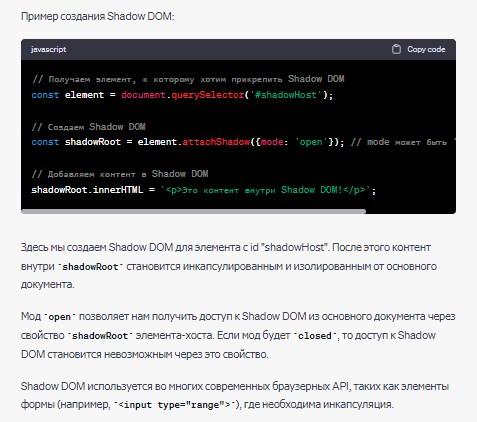 Пример создания Shadow DOM:
javascript
Copy code
// Получаем элемент, к которому хотим прикрепить Shadow DOM
const element = document.querySelector('#shadowHost');
// Создаем Shadow DOM
const shadowRoot = element.attachShadow({mode: 'open'}); // mode может быть '
// Добавляем контент в Shadow DOM
shadowRoot.innerHTML = '<p>Это контент внутри Shadow DOM!</p>';
Здесь мы создаем Shadow DOM для элемента с id "shadowHost". После этого контент
внутри `shadowRoot` становится инкапсулированным и изолированным от основного
документа.
Мод `open` позволяет нам получить доступ к Shadow DOM из основного документа через
свойство `shadowRoot` элемента-хоста. Если мод будет `closed`, то доступ к Shadow
DOM становится невозможным через это свойство.
Shadow DOM используется во многих современных браузерных API, таких как элементы
формы (например, `<input type="range">`), где необходима инкапсуляция.